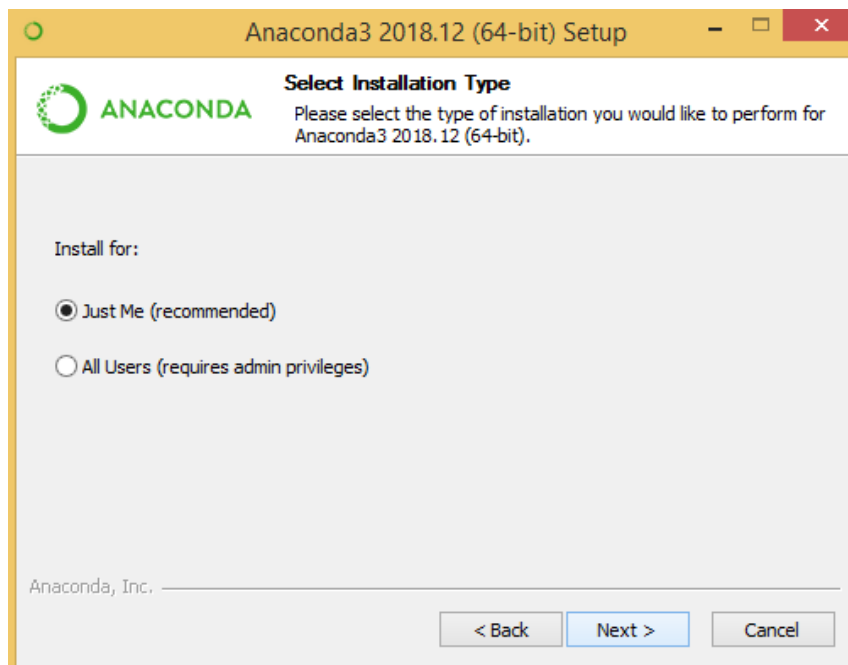 Anaconda3 2018.12 (64-bit) Setup
ANACONDA
Select Installation Type
Please select the type of installation you would like to perform for
Anaconda3 2018.12 (64-bit).
Install for:
Just Me (recommended)
All Users (requires admin privileges)
Anaconda, Inc.
< Back
Next >
Cancel